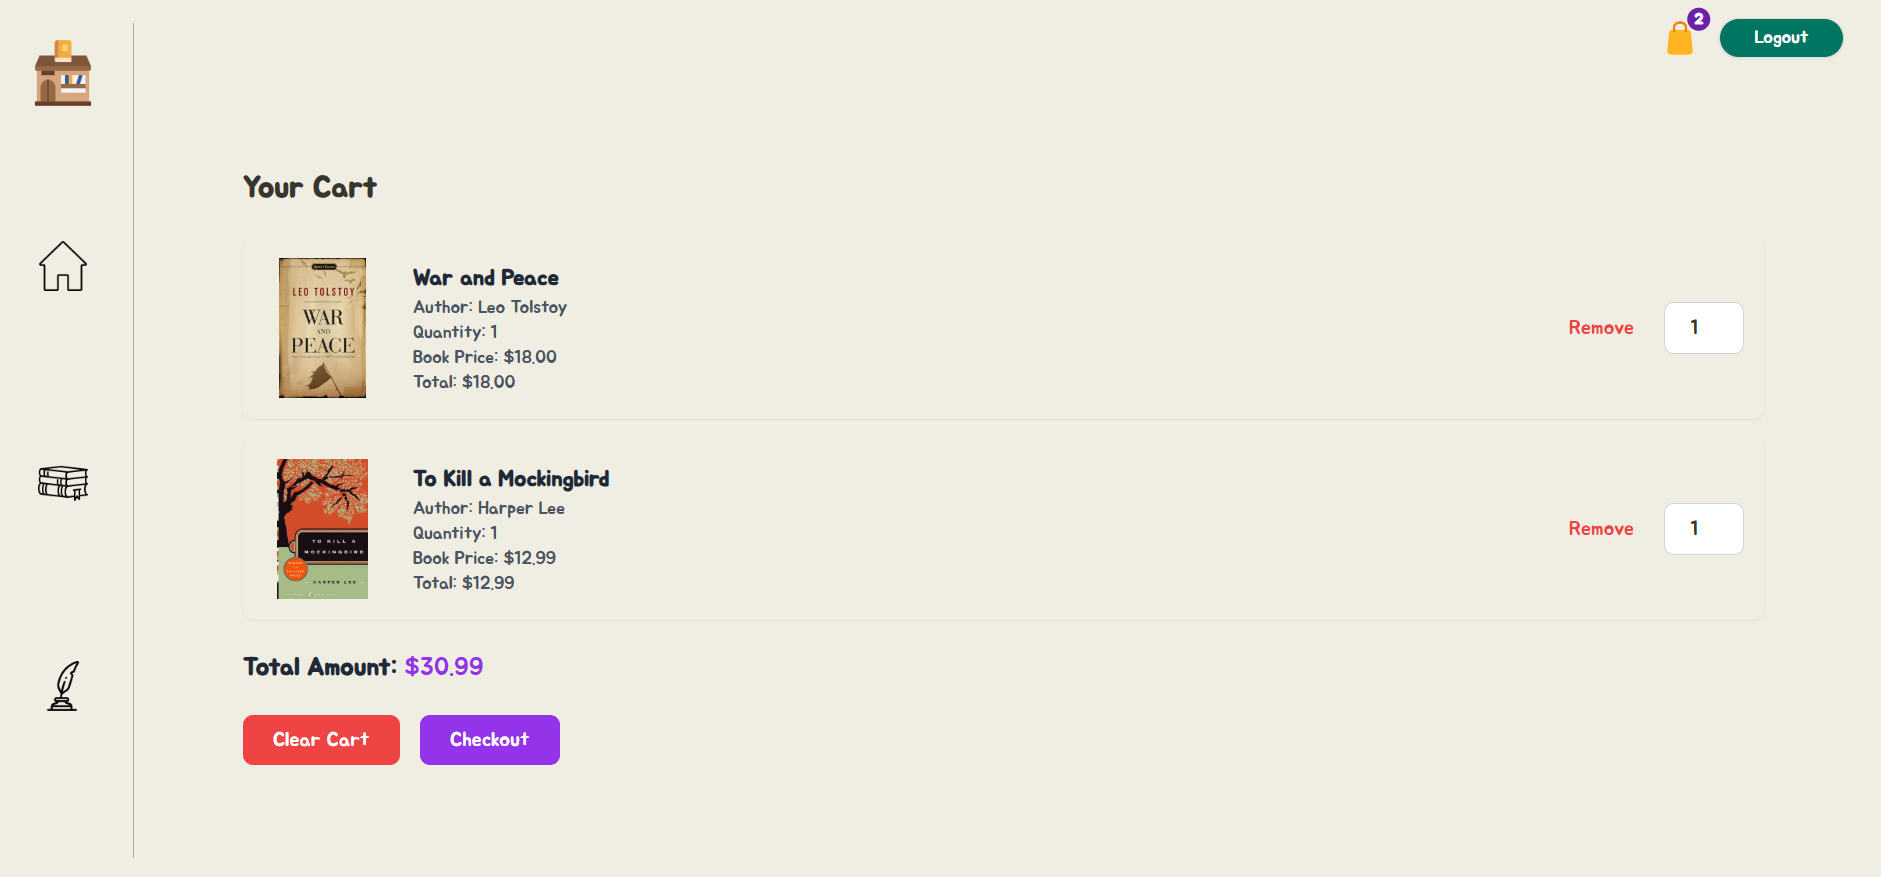 2
Logout
Your Cart
LEO TOLSTOY
WAR
AND
PEACE
War and Peace
Author: Leo Tolstoy
Quantity: 1
Book Price: $18.00
Total: $18.00
Remove
1
TO KILL A
MOCKINGBIRD
HARPER LEE
To Kill a Mockingbird
Author: Harper Lee
Quantity: 1
Book Price: $12.99
Total: $12.99
Remove
1
Total Amount: $30.99
Clear Cart
Checkout